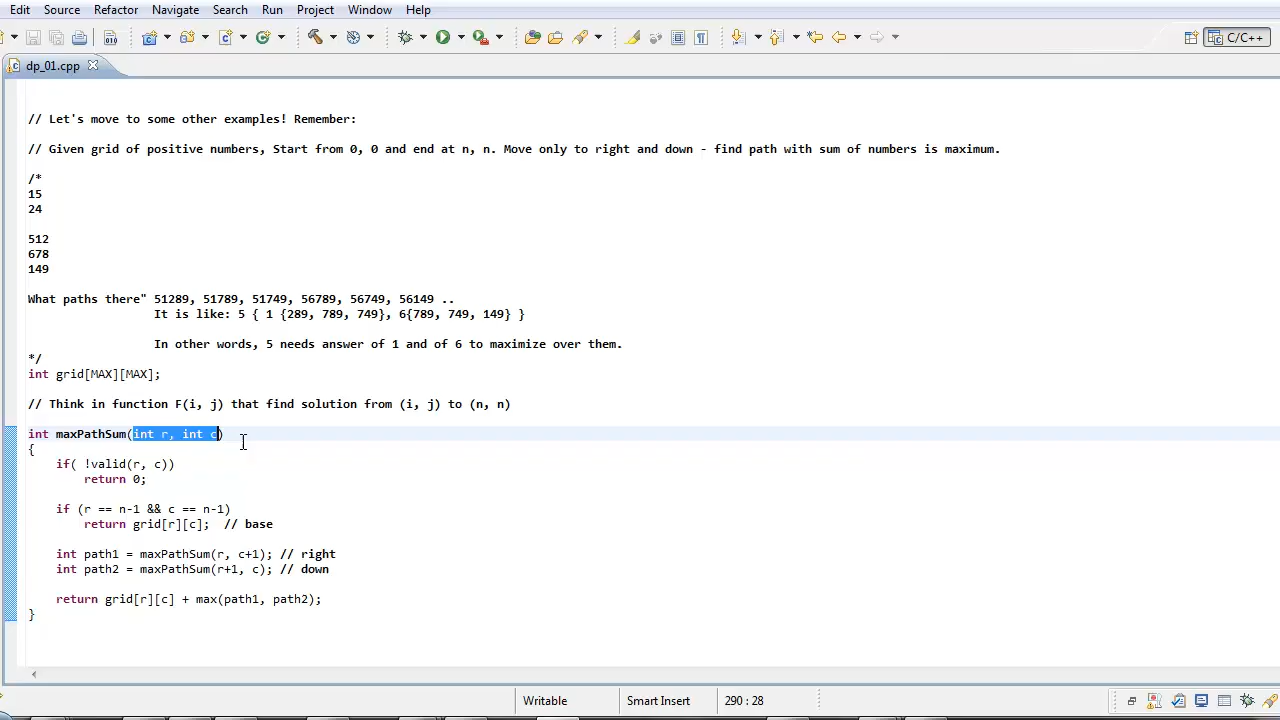 Edit Source Refactor Navigate Search Run Project Window Help
C/C++
dp_01.cpp
// Let's move to some other examples! Remember:
// Given grid of positive numbers, Start from 0, 0 and end at n, n. Move only to right and down - find path with sum of numbers is maximum.
/*
15
24
512
678
149
What paths there" 51289, 51789, 51749, 56789, 56749, 56149 ..
It is like: 5 { 1 {289, 789, 749}, 6{789, 749, 149} }
In other words, 5 needs answer of 1 and of 6 to maximize over them.
*/
int grid[MAX][MAX];
// Think in function F(i, j) that find solution from (i, j) to (n, n)
int maxPathSum(int r, int c)
{
if( !valid(r, c))
return 0;
if (r == n-1 && c == n-1)
return grid[r][c]; // base
int path1 = maxPathSum(r, c+1); // right
int path2 = maxPathSum(r+1, c); // down
return grid[r][c] + max(path1, path2);
}
Writable Smart Insert 290 : 28